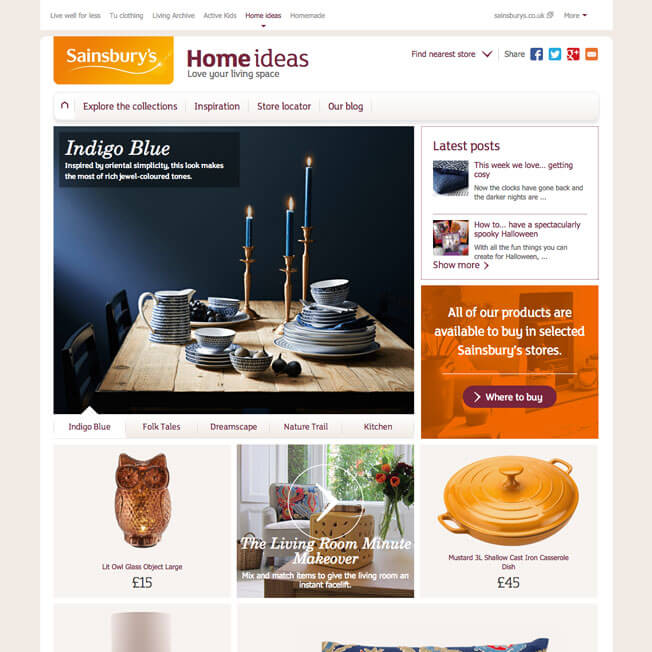 Live well for less Tu clothing Living Archive Active Kids Home ideas Homemade sainsburys.co.uk More
Sainsbury's
Home ideas
Love your living space
Find nearest store Share
Explore the collections Inspiration Store locator Our blog
Indigo Blue
Inspired by oriental simplicity, this look makes
the most of rich jewel-coloured tones.
Indigo Blue Folk Tales Dreamscape Nature Trail Kitchen
Latest posts
This week we love... getting
cosy
Now the clocks have gone back and
the darker nights are ...
How to... have a spectacularly
spooky Halloween
With all the fun things you can
create for Halloween, ...
Show more
All of our products are
available to buy in selected
Sainsbury's stores.
Where to buy
Lit Owl Glass Object Large
£15
The Living Room Minute
Makeover
Mix and match items to give the living room an
instant facelift.
Mustard 3L Shallow Cast Iron Casserole
Dish
£45